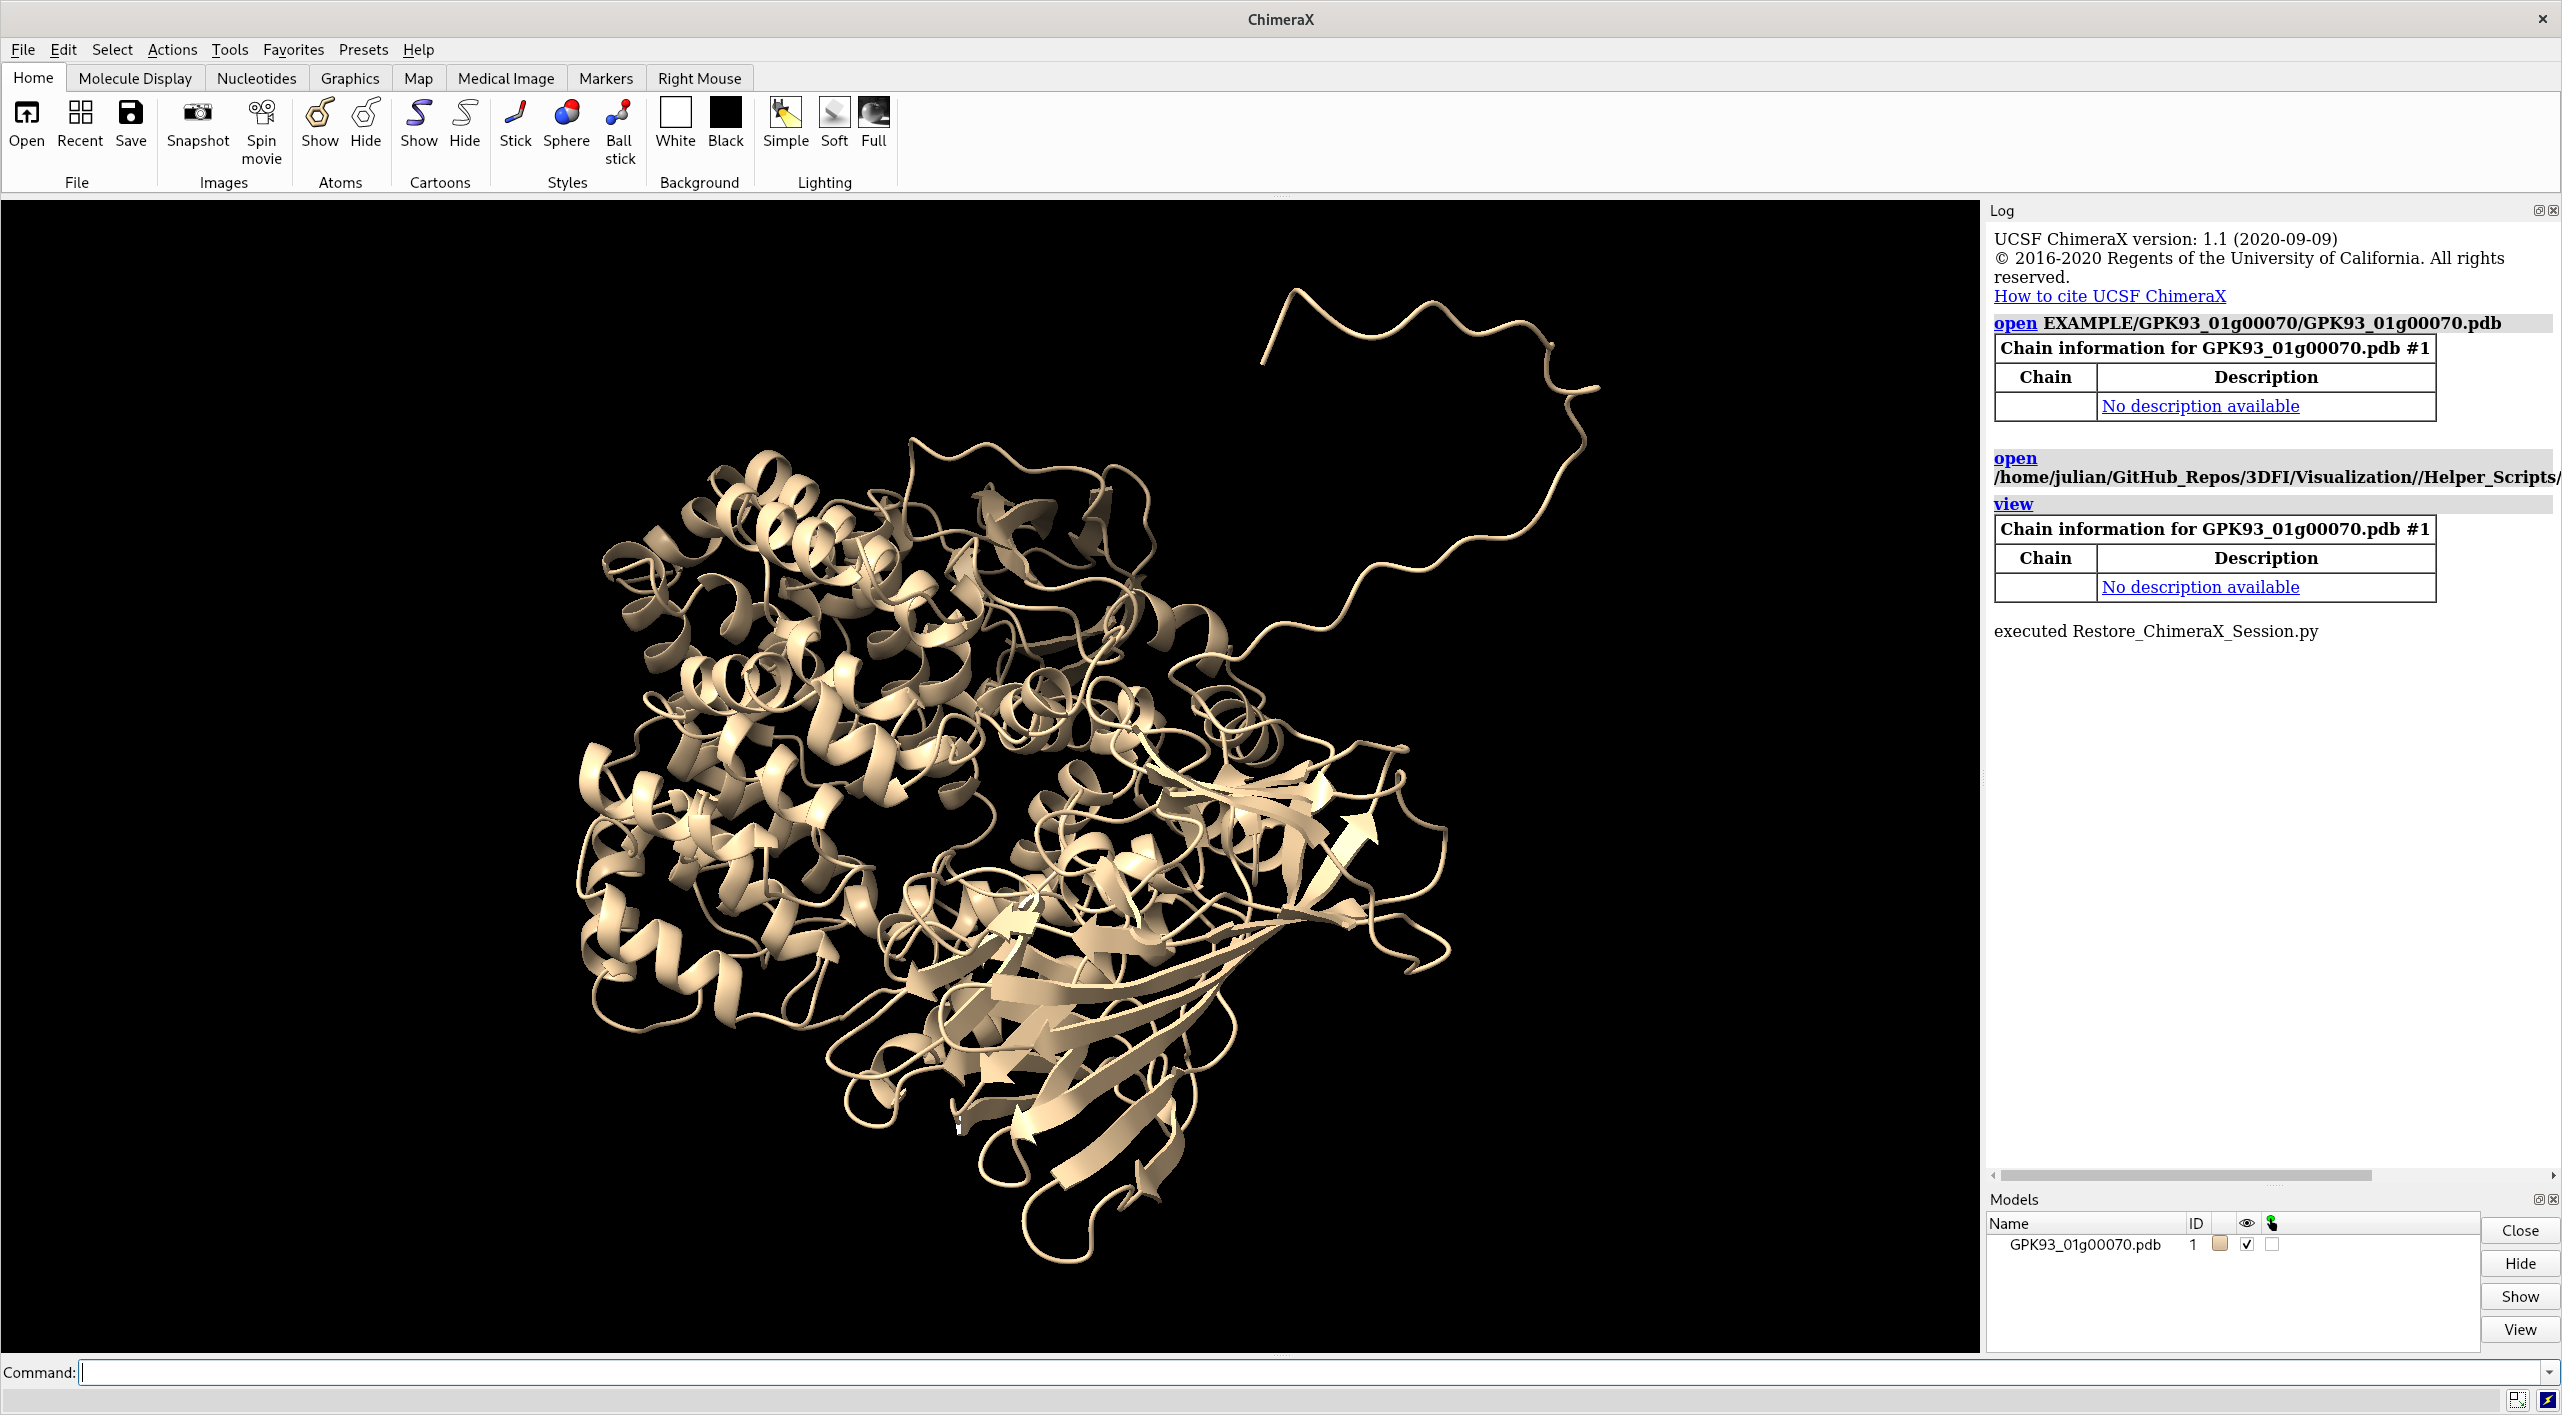 ChimeraX
File Edit Select Actions Tools Favorites Presets Help
Home Molecule Display Nucleotides Graphics Map Medical Image Markers Right Mouse
Open Recent Save Snapshot Spin movie Show Hide Show Hide Stick Sphere Ball stick White Black Simple Soft Full
File Images Atoms Cartoons Styles Background Lighting
Log
UCSF ChimeraX version: 1.1 (2020-09-09)
© 2016-2020 Regents of the University of California. All rights
reserved.
How to cite UCSF ChimeraX
open EXAMPLE/GPK93_01g00070/GPK93_01g00070.pdb
Chain information for GPK93_01g00070.pdb #1
Chain Description
No description available
open
/home/julian/GitHub_Repos/3DFI/Visualization//Helper_Scripts/
view
Chain information for GPK93_01g00070.pdb #1
Chain Description
No description available
executed Restore_ChimeraX_Session.py
Models
Name ID
GPK93_01g00070.pdb 1
Close
Hide
Show
View
Command: